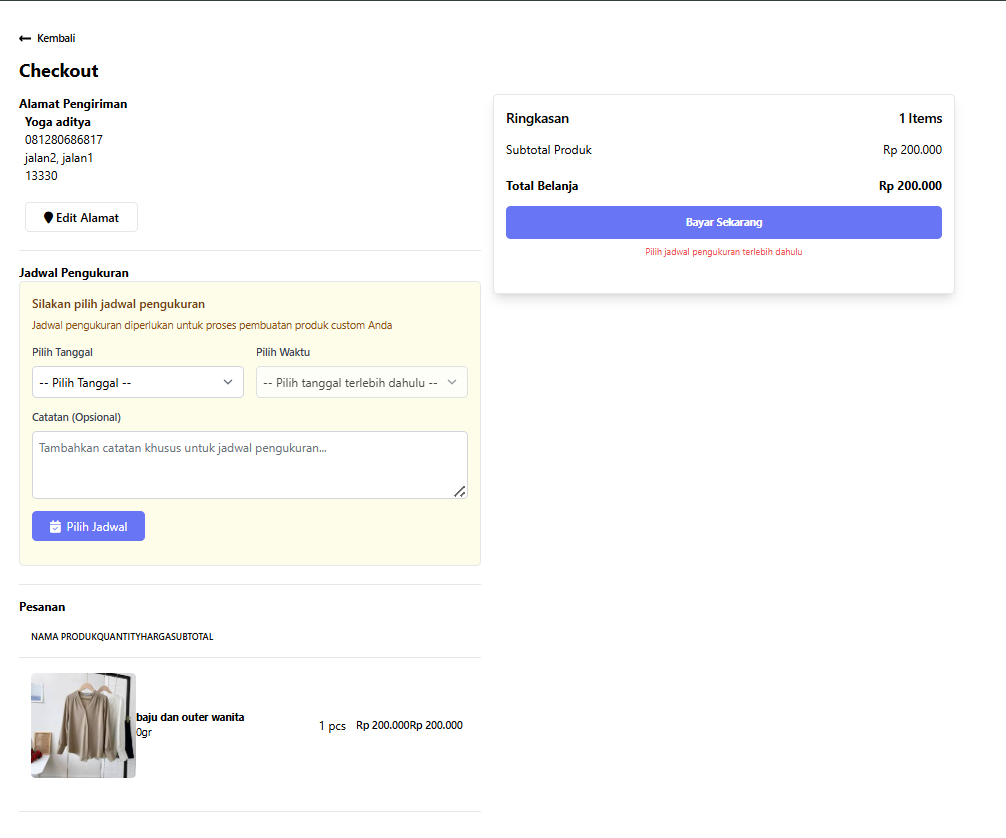 Kembali
Checkout
Alamat Pengiriman
Yoga aditya
081280686817
jalan2, jalan1
13330
Edit Alamat
Jadwal Pengukuran
Silakan pilih jadwal pengukuran
Jadwal pengukuran diperlukan untuk proses pembuatan produk custom Anda
Pilih Tanggal Pilih Waktu
-- Pilih Tanggal -- -- Pilih tanggal terlebih dahulu --
Catatan (Opsional)
Tambahkan catatan khusus untuk jadwal pengukuran...
Pilih Jadwal
Pesanan
NAMA PRODUKQUANTITYHARGASUBTOTAL
baju dan outer wanita
0gr
1 pcs Rp 200.000Rp 200.000
Ringkasan 1 Items
Subtotal Produk Rp 200.000
Total Belanja Rp 200.000
Bayar Sekarang
Pilih jadwal pengukuran terlebih dahulu